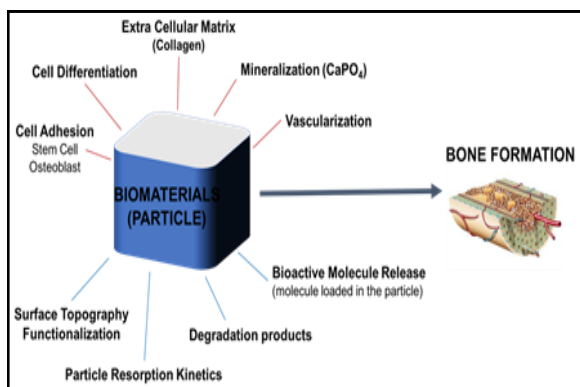 Extra Cellular Matrix
(Collagen)
Cell Differentiation
Mineralization (CaPO4)
Vascularization
Cell Adhesion
Stem Cell
Osteoblast
BIOMATERIALS
(PARTICLE)
BONE FORMATION
Bioactive Molecule Release
(molecule loaded in the particle)
Surface Topography
Functionalization
Degradation products
Particle Resorption Kinetics